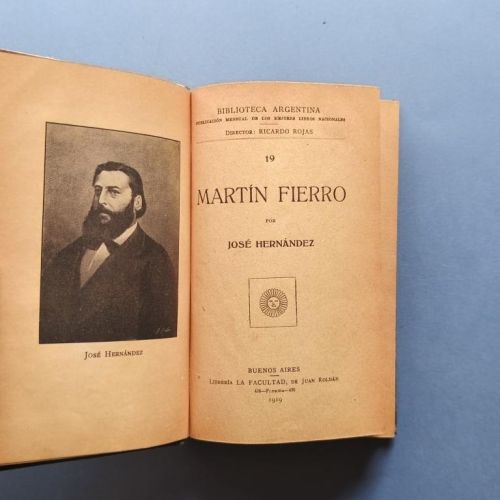 JOSÉ HERNÁNDEZ
BIBLIOTECA ARGENTINA
PUBLICACIÓN MENSUAL DE LOS MEJORES LIBROS NACIONALES
DIRECTOR: RICARDO ROJAS
19
MARTÍN FIERRO
POR
JOSÉ HERNÁNDEZ
BUENOS AIRES
LIBRERÍA LA FACULTAD, DE JUAN ROLDÁN
1919